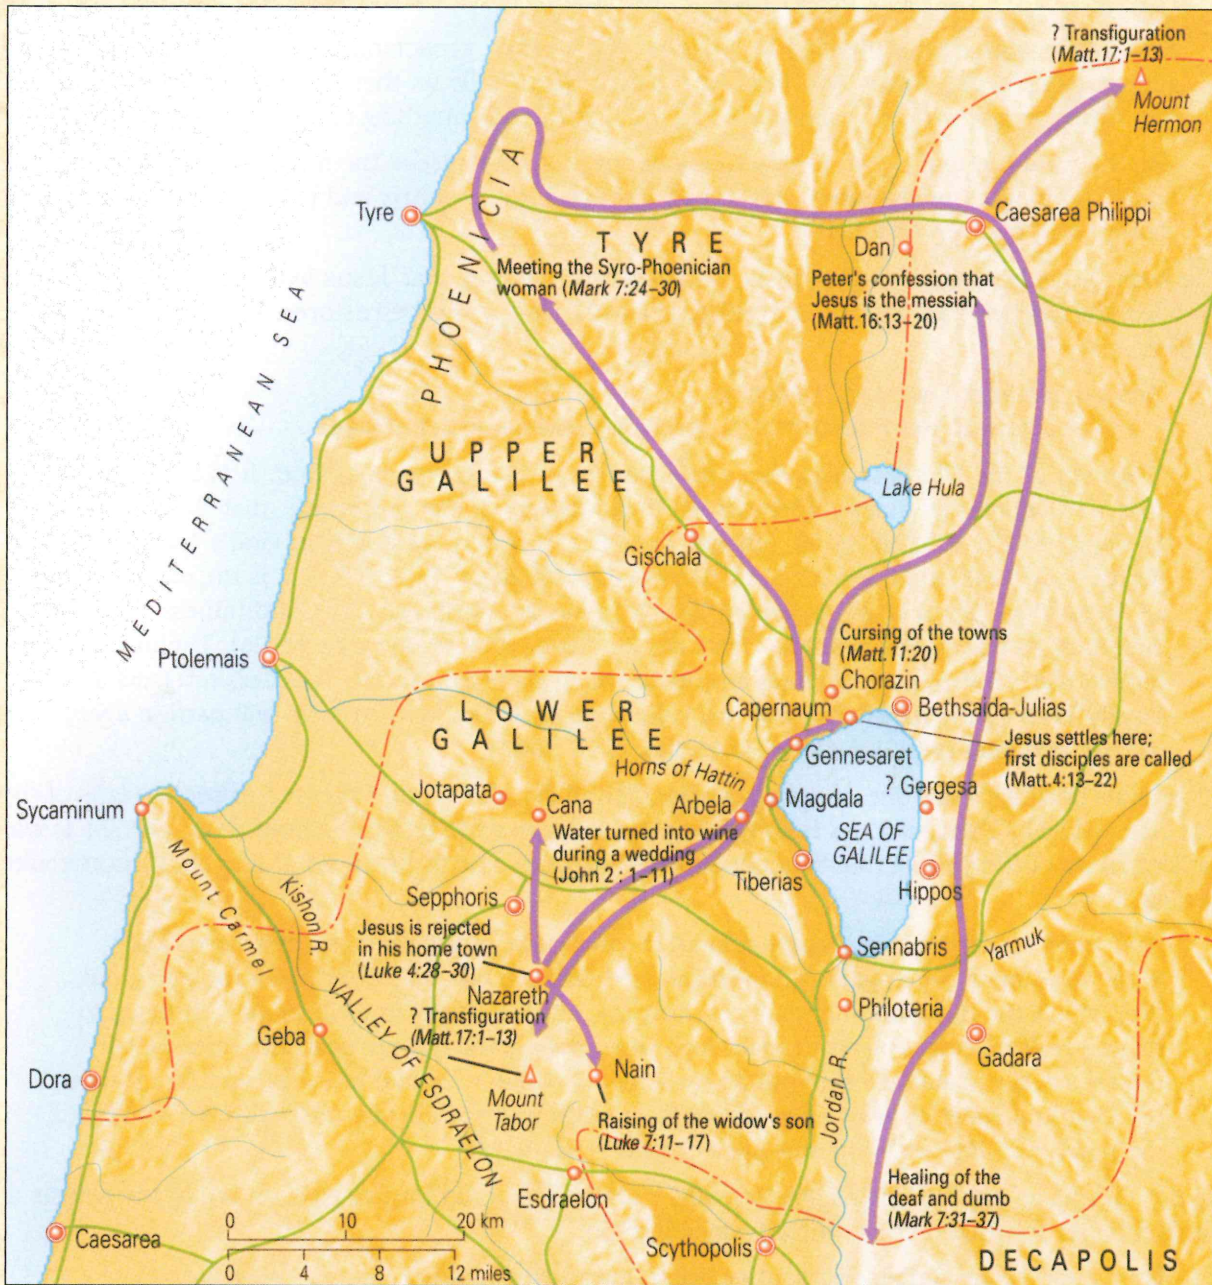 ? Transfiguration
(Matt.17:1–13)
Mount
Hermon
Tyre
PHOENICIA
TYRE
Caesarea Philippi
Dan
Meeting the Syro-Phoenician
woman (Mark 7:24–30)
Peter's confession that
Jesus is the messiah
(Matt.16:13–20)
MEDITERRANEAN SEA
UPPER
GALILEE
Lake Hula
Gischala
Ptolemais
Cursing of the towns
(Matt.11:20)
Chorazin
Capernaum
Bethsaida-Julias
LOWER
GALILEE
Gennesaret
Jesus settles here;
first disciples are called
(Matt.4:13–22)
Horns of Hattin
Jotapata
Cana
Arbela
Magdala
? Gergesa
Sycaminum
SEA OF
GALILEE
Water turned into wine
during a wedding
(John 2 : 1–11)
Tiberias
Hippos
Mount Carmel
Kishon R.
Sepphoris
Jesus is rejected
in his home town
(Luke 4:28–30)
Sennabris
Yarmuk
Nazareth
VALLEY OF ESDRAELON
Philoteria
? Transfiguration
(Matt.17:1–13)
Geba
Gadara
Dora
Nain
Mount
Tabor
Jordan R.
Raising of the widow's son
(Luke 7:11–17)
Esdraelon
Healing of the
deaf and dumb
(Mark 7:31–37)
Caesarea
0 10 20 km
0 4 8 12 miles
Scythopolis
DECAPOLIS